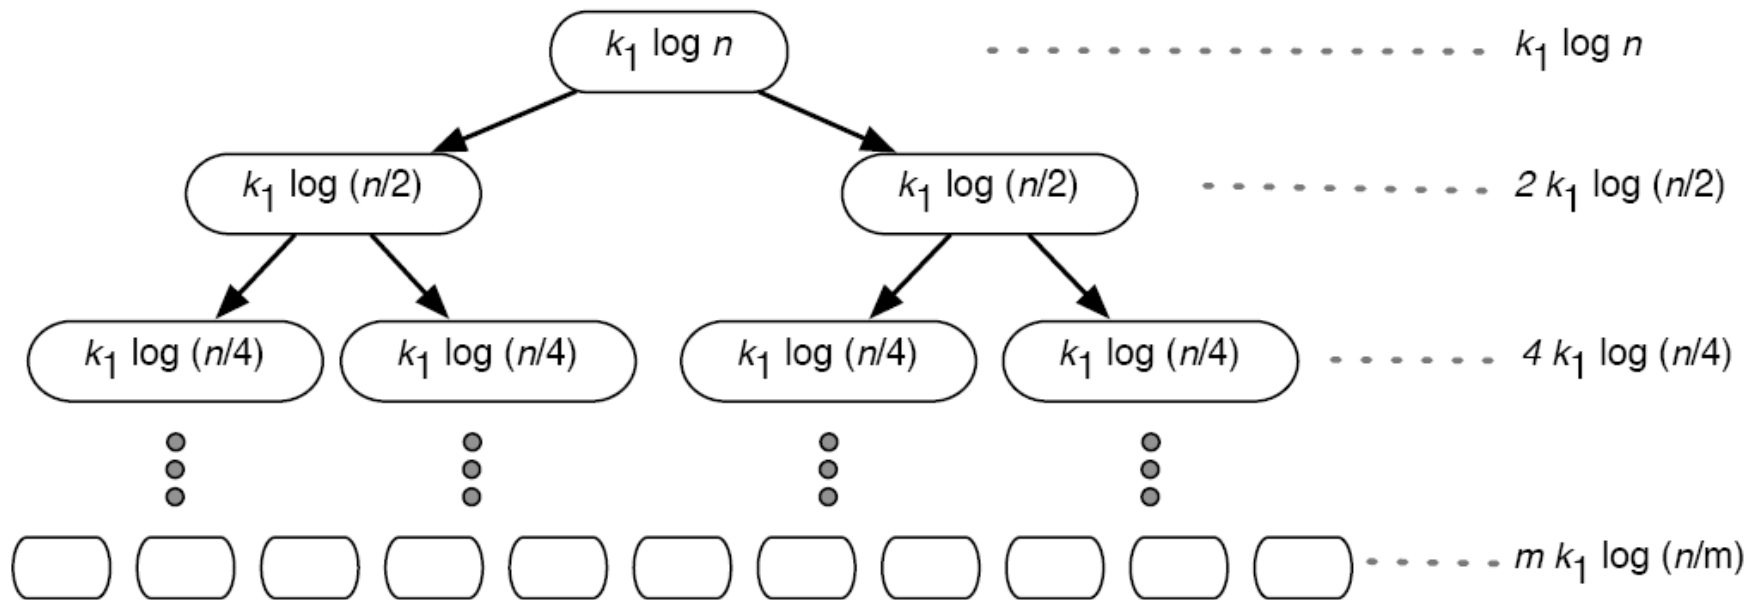 k₁ log n k₁ log n
k₁ log (n/2) k₁ log (n/2) 2 k₁ log (n/2)
k₁ log (n/4) k₁ log (n/4) k₁ log (n/4) k₁ log (n/4) 4 k₁ log (n/4)
m k₁ log (n/m)